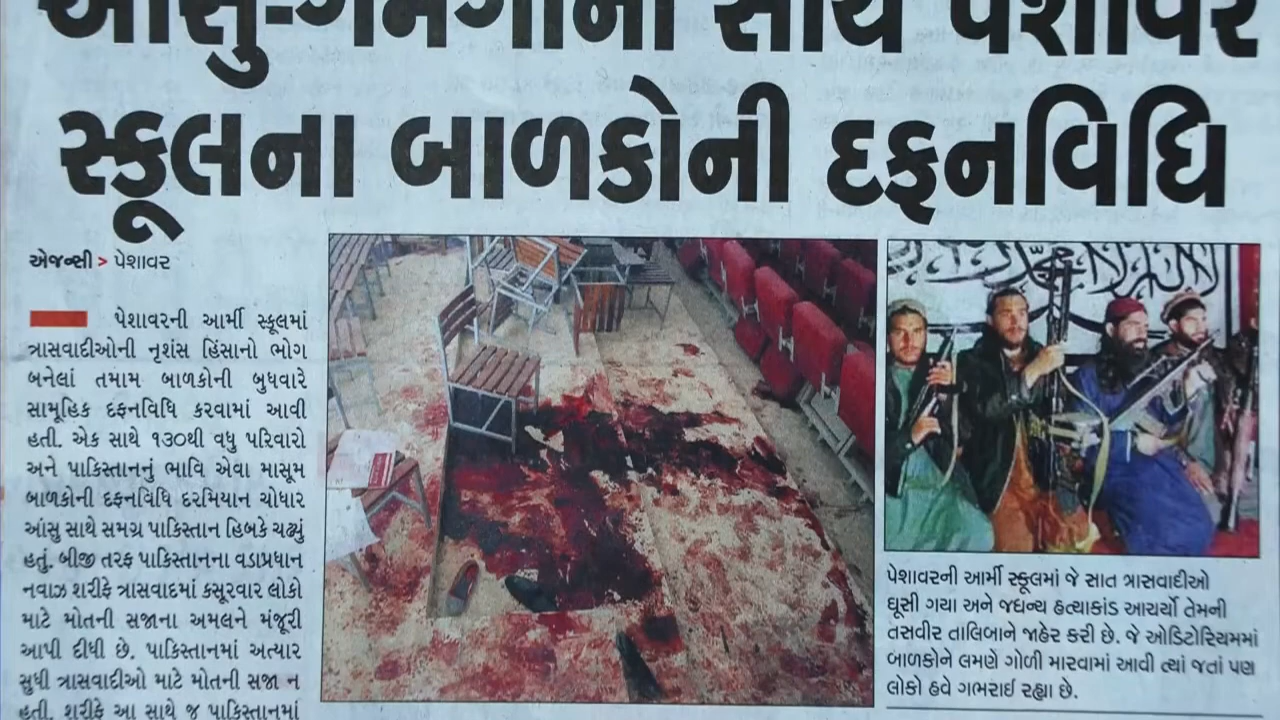 આંસુ-ગમગીની સાથે પેશાવર
સ્કૂલના બાળકોની દફનવિધિ
એજન્સી > પેશાવર
પેશાવરની આર્મી સ્કૂલમાં
ત્રાસવાદીઓની નૃશંસ હિંસાનો ભોગ
બનેલાં તમામ બાળકોની બુધવારે
સામૂહિક દફનવિધિ કરવામાં આવી
હતી. એક સાથે ૧૩૦થી વધુ પરિવારો
અને પાકિસ્તાનનું ભાવિ એવા માસૂમ
બાળકોની દફનવિધિ દરમિયાન ચોધાર
આંસુ સાથે સમગ્ર પાકિસ્તાન હિબકે ચઢ્યું
હતું. બીજી તરફ પાકિસ્તાનના વડાપ્રધાન
નવાઝ શરીફે ત્રાસવાદમાં કસૂરવાર લોકો
માટે મોતની સજાના અમલને મંજૂરી
આપી દીધી છે. પાકિસ્તાનમાં અત્યાર
સુધી ત્રાસવાદીઓ માટે મોતની સજા ન
હતી. શરીફે આ સાથે જ પાકિસ્તાનમાં
પેશાવરની આર્મી સ્કૂલમાં જે સાત ત્રાસવાદીઓ
ઘૂસી ગયા અને જઘન્ય હત્યાકાંડ આચર્યો તેમની
તસવીર તાલિબાને જાહેર કરી છે. જે ઓડિટોરિયમમાં
બાળકોને લમણે ગોળી મારવામાં આવી ત્યાં જતાં પણ
લોકો હવે ગભરાઈ રહ્યા છે.